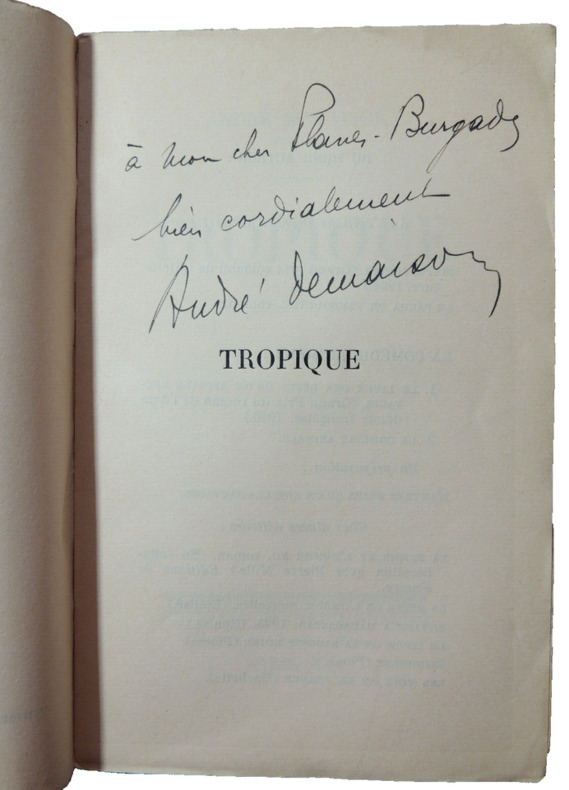 à mon cher Planes-Burgade
bien cordialement
André Demaison
TROPIQUE